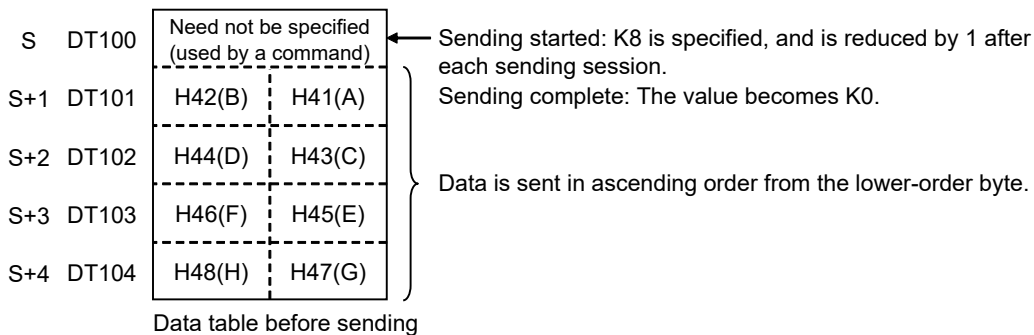 S DT100 Need not be specified
(used by a command)
Sending started: K8 is specified, and is reduced by 1 after
each sending session.
S+1 DT101 H42(B) H41(A)
Sending complete: The value becomes K0.
S+2 DT102 H44(D) H43(C)
Data is sent in ascending order from the lower-order byte.
S+3 DT103 H46(F) H45(E)
S+4 DT104 H48(H) H47(G)
Data table before sending